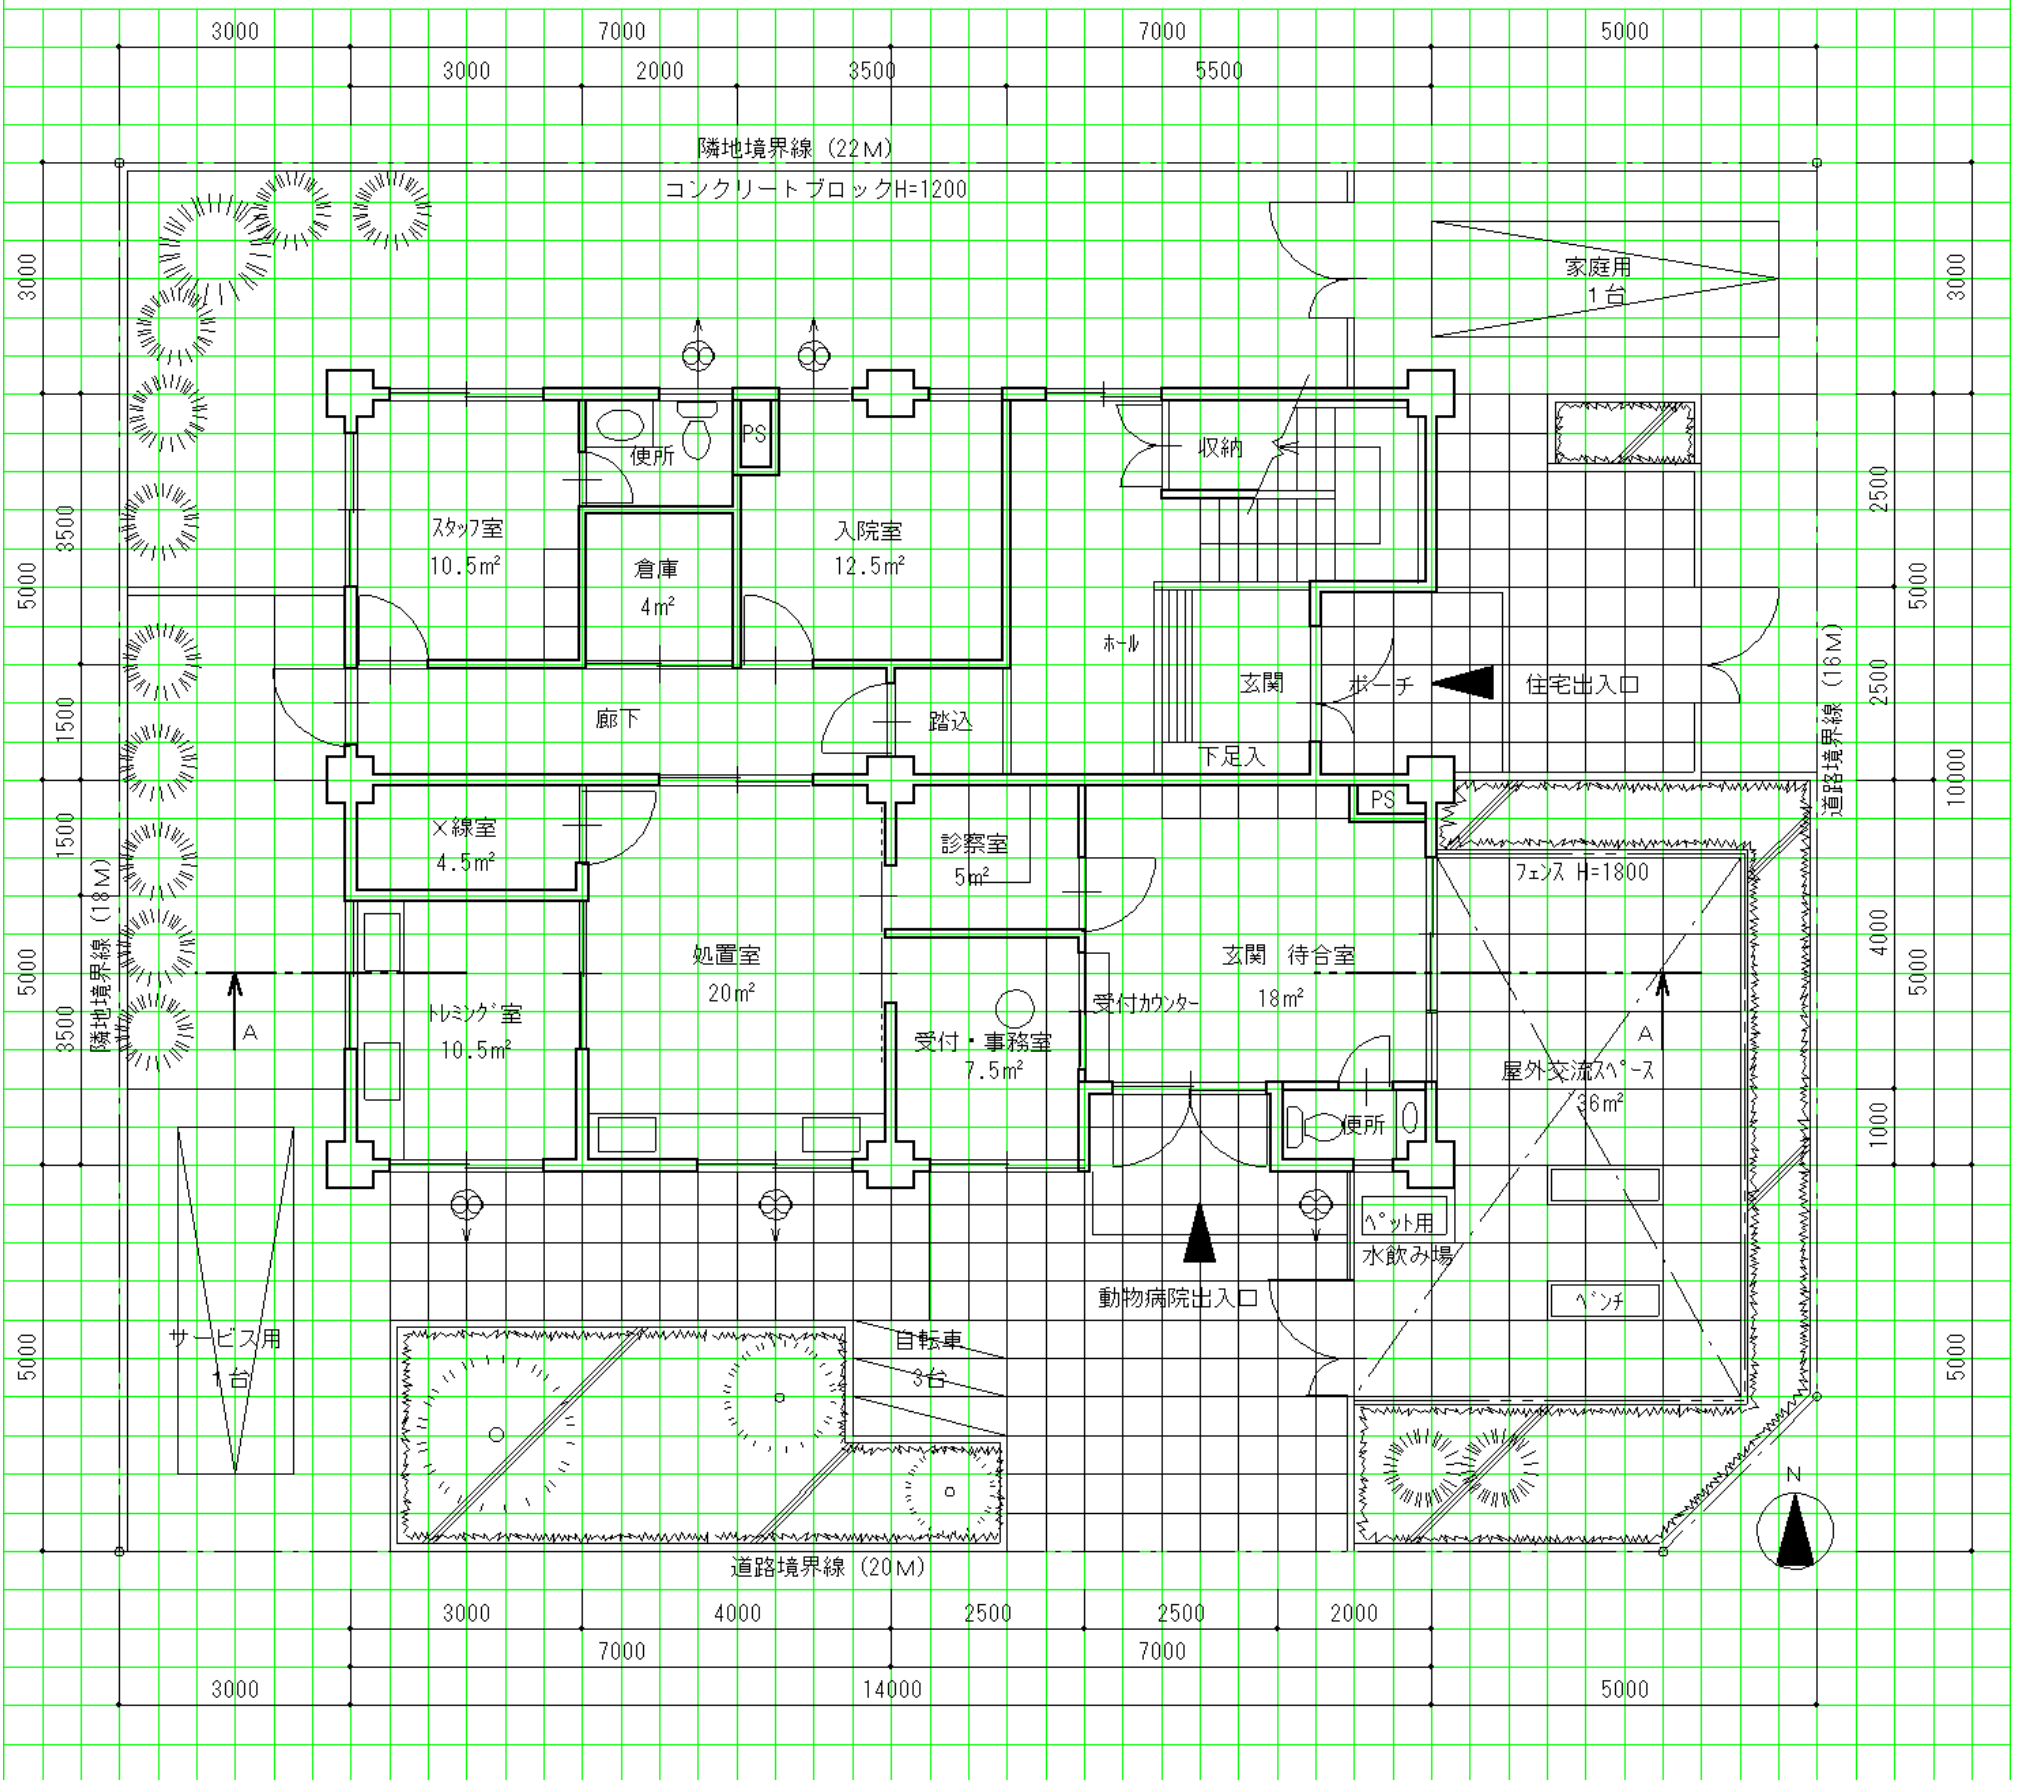 3000 7000 7000 5000
3000 2000 3500 5500
隣地境界線 (22M)
コンクリートブロックH=1200
3000
家庭用
1台
3000
PS
便所
収納
スタッフ室
10.5m²
入院室
12.5m²
倉庫
4m²
3500
5000
2500
5000
ホール
玄関
ポーチ
住宅出入口
2500
道路境界線 (16M)
1500
廊下
踏込
下足入
10000
PS
X線室
4.5m²
診察室
5m²
フェンス H=1800
1500
隣地境界線 (18M)
処置室
20m²
玄関 待合室
18m²
4000
5000
5000
3500
A
トレミング室
10.5m²
受付カウンター
受付・事務室
7.5m²
A
屋外交流スペース
36m²
便所
1000
ペット用
水飲み場
動物病院出入口
ベンチ
サービス用
1台
自転車
3台
5000
5000
N
道路境界線 (20M)
3000 4000 2500 2500 2000
7000 7000
3000 14000 5000